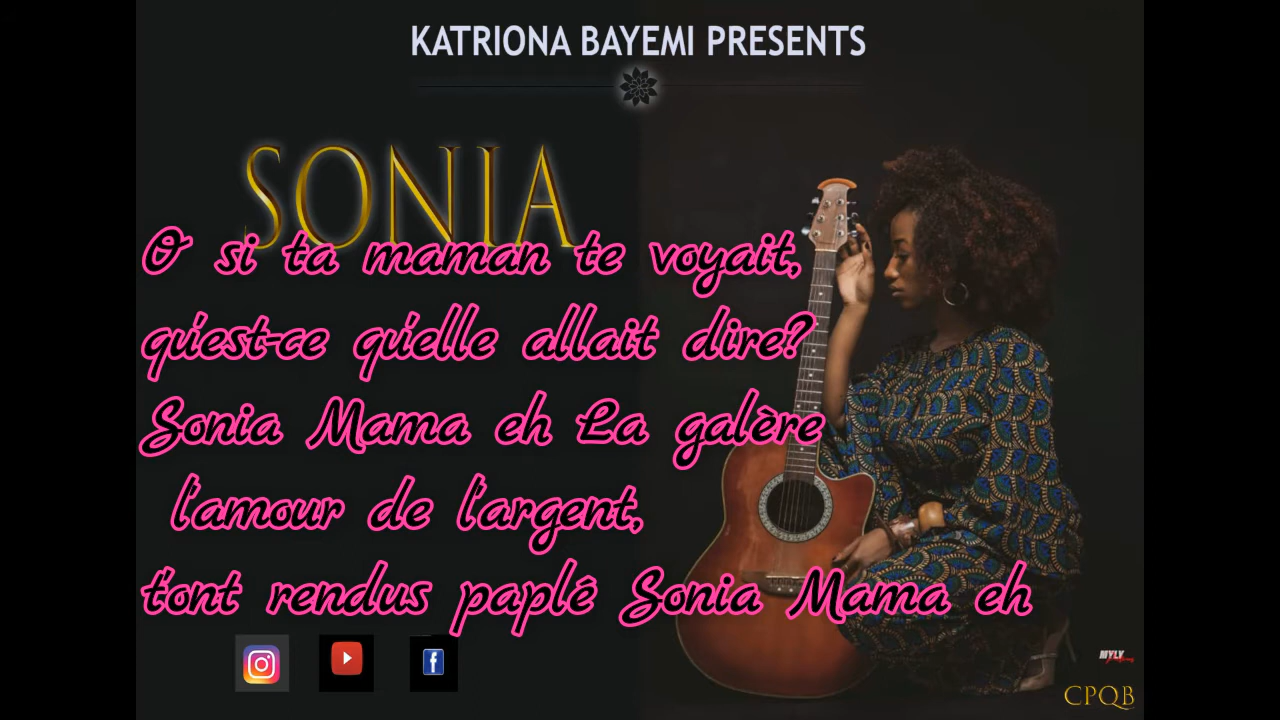 KATRIONA BAYEMI PRESENTS
SONIA
O si ta maman te voyait,
qu'est-ce qu'elle allait dire?
Sonia Mama eh La galère
l'amour de l'argent,
t'ont rendus paplé Sonia Mama eh
MYLY
CPQB